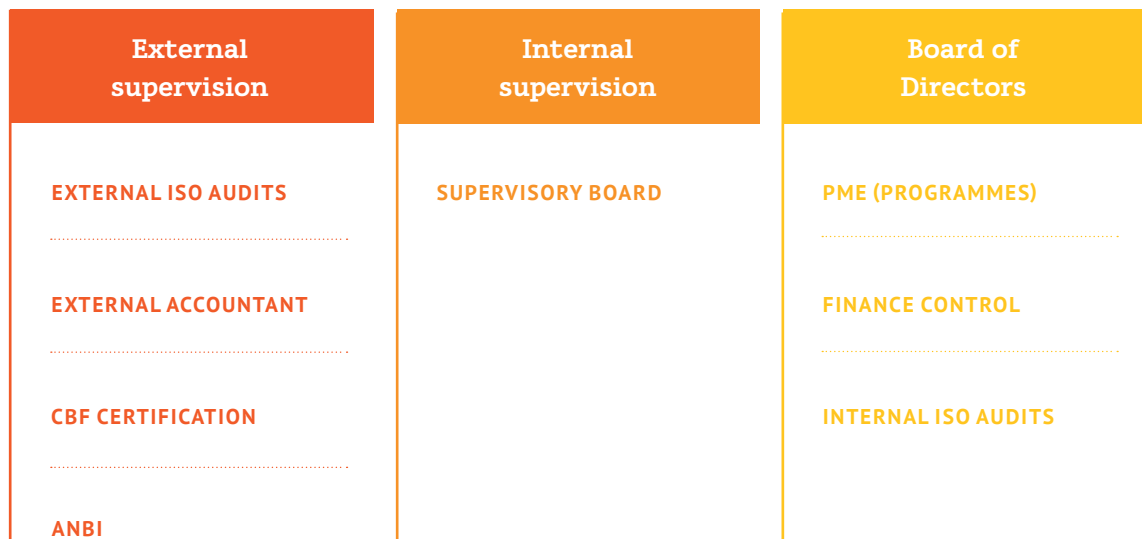 External
supervision
EXTERNAL ISO AUDITS
EXTERNAL ACCOUNTANT
CBF CERTIFICATION
ANBI
Internal
supervision
SUPERVISORY BOARD
Board of
Directors
PME (PROGRAMMES)
FINANCE CONTROL
INTERNAL ISO AUDITS